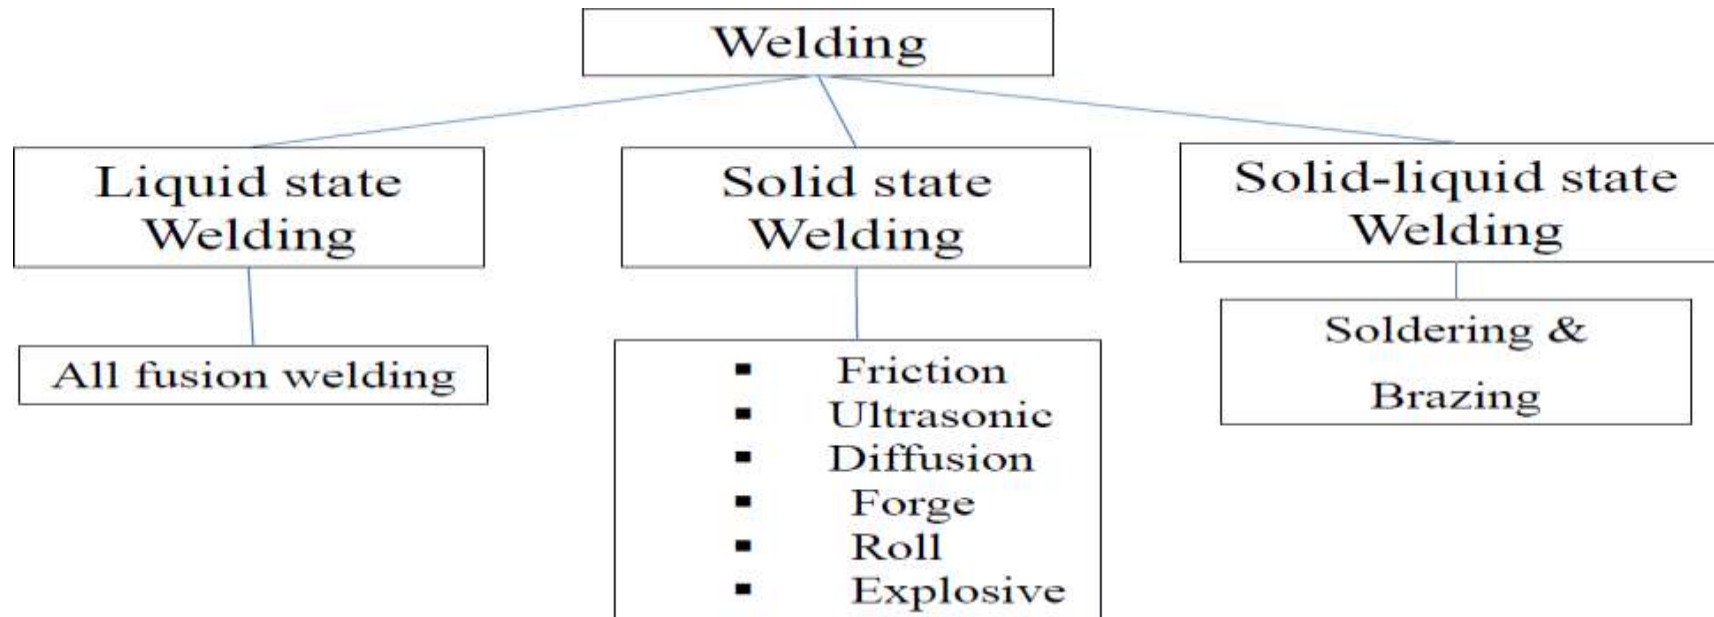 Welding
Liquid state
Welding
Solid state
Welding
Solid-liquid state
Welding
All fusion welding
▪ Friction
▪ Ultrasonic
▪ Diffusion
▪ Forge
▪ Roll
▪ Explosive
Soldering &
Brazing